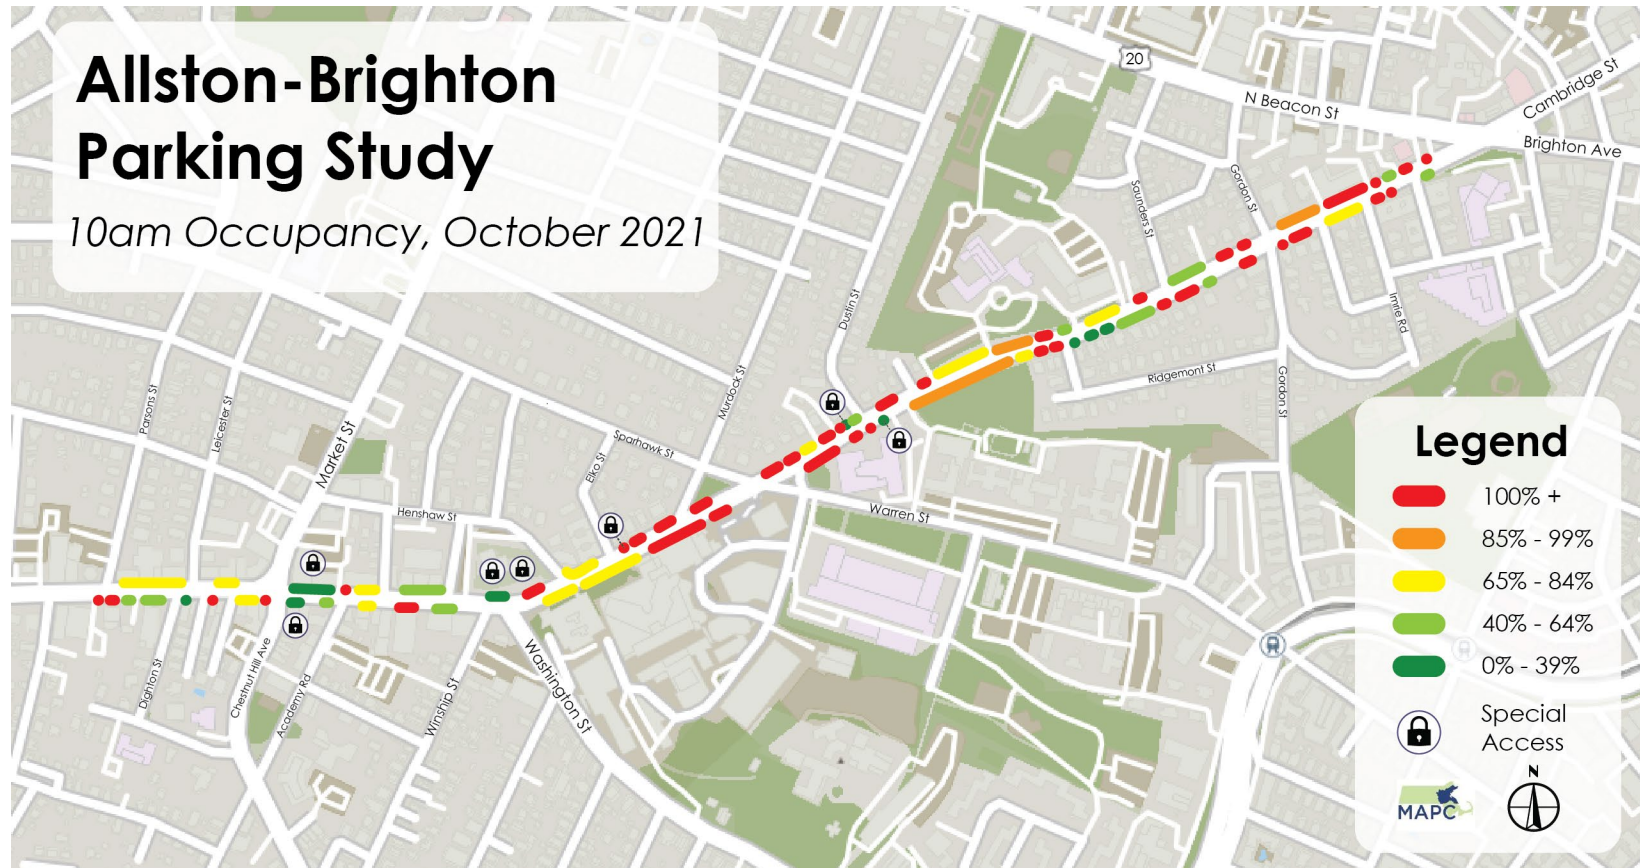 Allston-Brighton
Parking Study
10am Occupancy, October 2021
20
N Beacon St
Cambridge St
Brighton Ave
Saunders St
Gordon St
Imrie Rd
Dustin St
Ridgemont St
Gordon St
Murdock St
Parsons St
Leicester St
Market St
Sparhawk St
Elko St
Henshaw St
Warren St
Dighton St
Chestnut Hill Ave
Academy Rd
Winship St
Washington St
Legend
100% +
85% - 99%
65% - 84%
40% - 64%
0% - 39%
Special
Access
MAPC
N